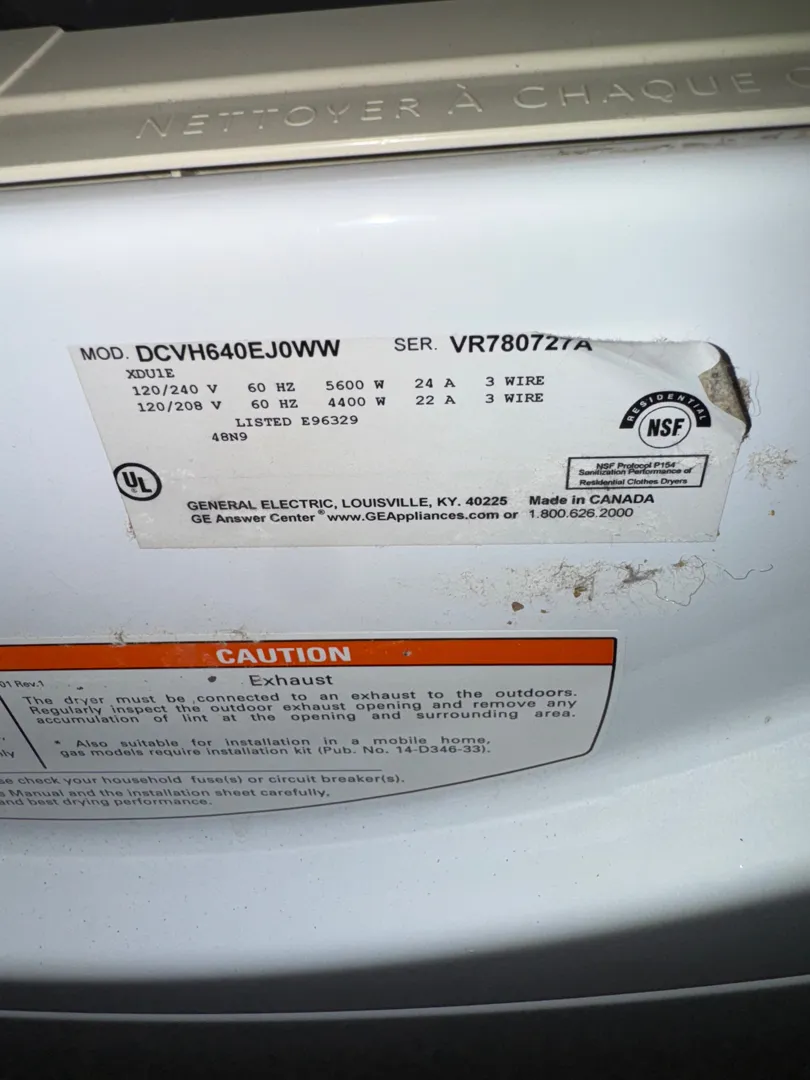 NETTOYER À CHAQUE
MOD. DCVH640EJ0WW SER. VR780727A
XDU1E
120/240 V 60 HZ 5600 W 24 A 3 WIRE
120/208 V 60 HZ 4400 W 22 A 3 WIRE
LISTED E96329
48N9
UL
RESIDENTIAL
NSF
NSF Protocol P154
Sanitization Performance of
Residential Clothes Dryers
GENERAL ELECTRIC, LOUISVILLE, KY. 40225 Made in CANADA
GE Answer Center® www.GEAppliances.com or 1.800.626.2000
CAUTION
01 Rev.1
Exhaust
The dryer must be connected to an exhaust to the outdoors.
Regularly inspect the outdoor exhaust opening and remove any
accumulation of lint at the opening and surrounding area.
* Also suitable for installation in a mobile home,
gas models require installation kit (Pub. No. 14-D346-33).
check your household fuse(s) or circuit breaker(s).
Manual and the installation sheet carefully,
and best drying performance.